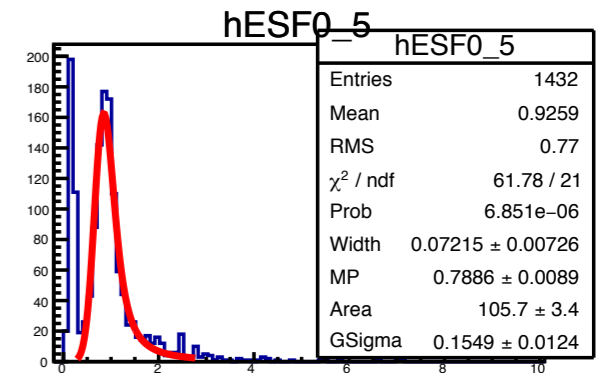 hESF0_5
hESF0_5
Entries 1432
Mean 0.9259
RMS 0.77
χ² / ndf 61.78 / 21
Prob 6.851e−06
Width 0.07215 ± 0.00726
MP 0.7886 ± 0.0089
Area 105.7 ± 3.4
GSigma 0.1549 ± 0.0124
200
180
160
140
120
100
80
60
40
20
0
0 2 4 6 8 10